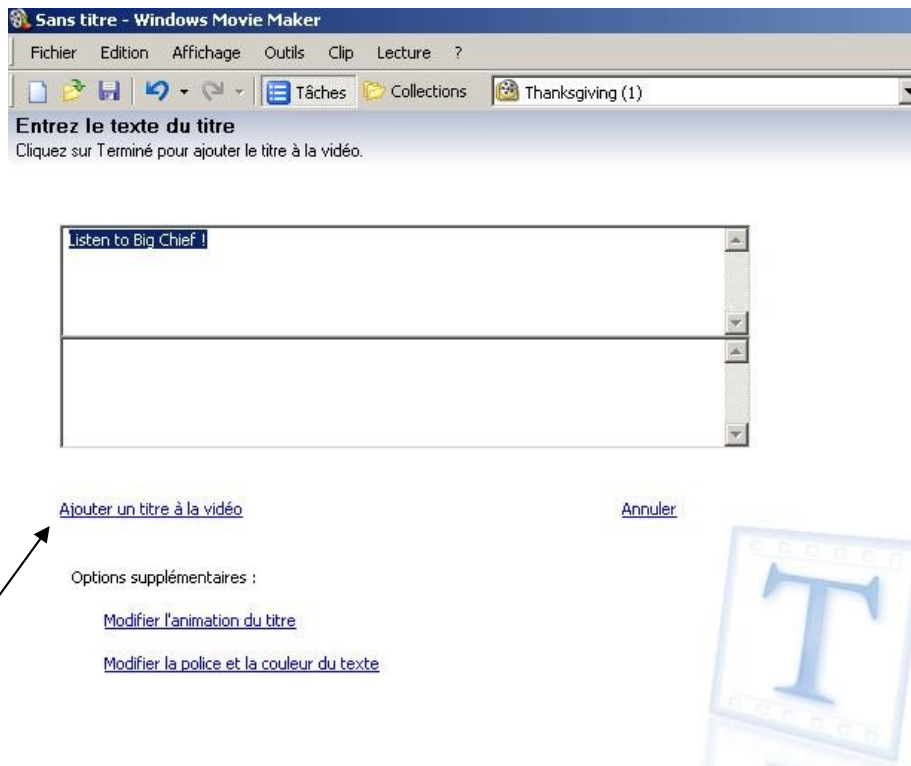 Sans titre - Windows Movie Maker
Fichier Edition Affichage Outils Clip Lecture ?
Tâches Collections Thanksgiving (1)
Entrez le texte du titre
Cliquez sur Terminé pour ajouter le titre à la vidéo.
Listen to Big Chief !
Ajouter un titre à la vidéo Annuler
Options supplémentaires :
Modifier l'animation du titre
Modifier la police et la couleur du texte
T